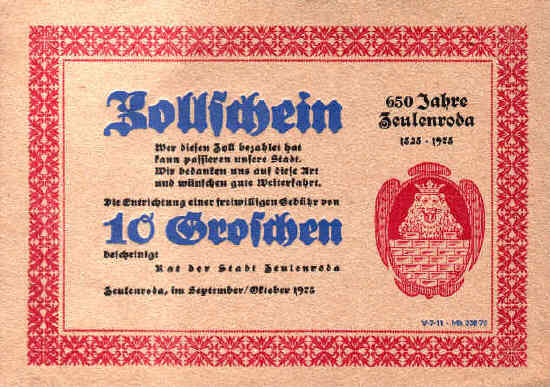 Zollschein
Wer diesen Zoll bezahlet hat
kann passieren unsere Stadt.
Wir bedanken uns auf diese Art
und wünschen gute Weiterfahrt.
Die Entrichtung einer freiwilligen Gebühr von
10 Groschen
bescheinigt
Rat der Stadt Zeulenroda
Zeulenroda, im September/Oktober 1975
650 Jahre
Zeulenroda
1325 - 1975
V-7-11 -